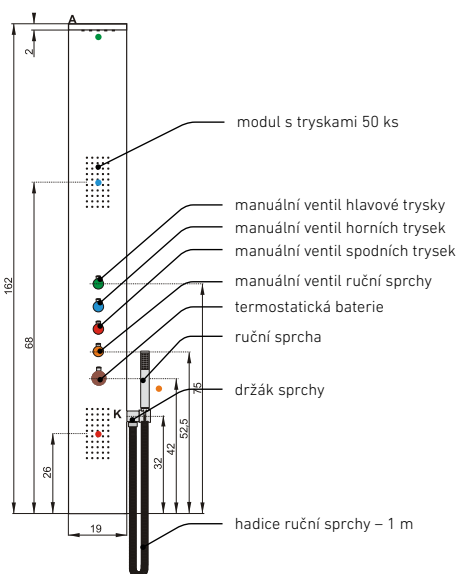 A
2
modul s tryskami 50 ks
manuální ventil hlavové trysky
manuální ventil horních trysek
manuální ventil spodních trysek
manuální ventil ruční sprchy
termostatická baterie
ruční sprcha
držák sprchy
hadice ruční sprchy – 1 m
162
68
75
52,5
42
32
K
26
19